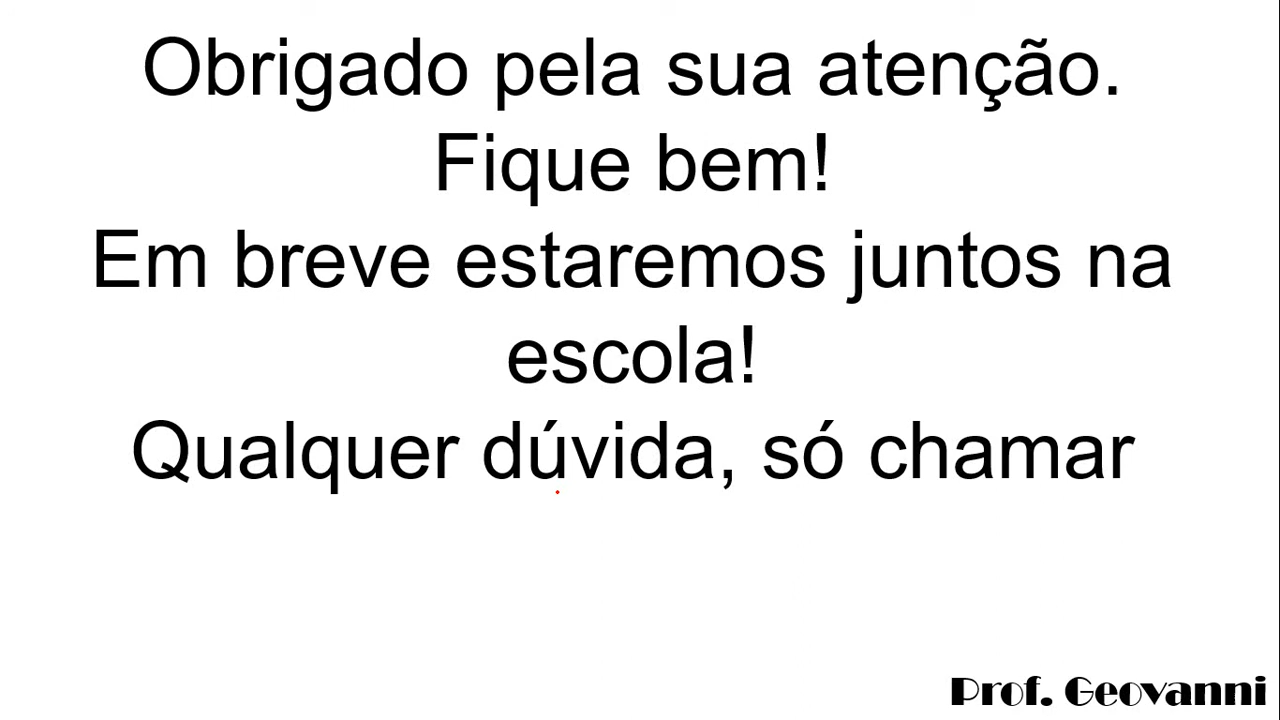 Obrigado pela sua atenção.
Fique bem!
Em breve estaremos juntos na
escola!
Qualquer dúvida, só chamar
Prof. Geovanni